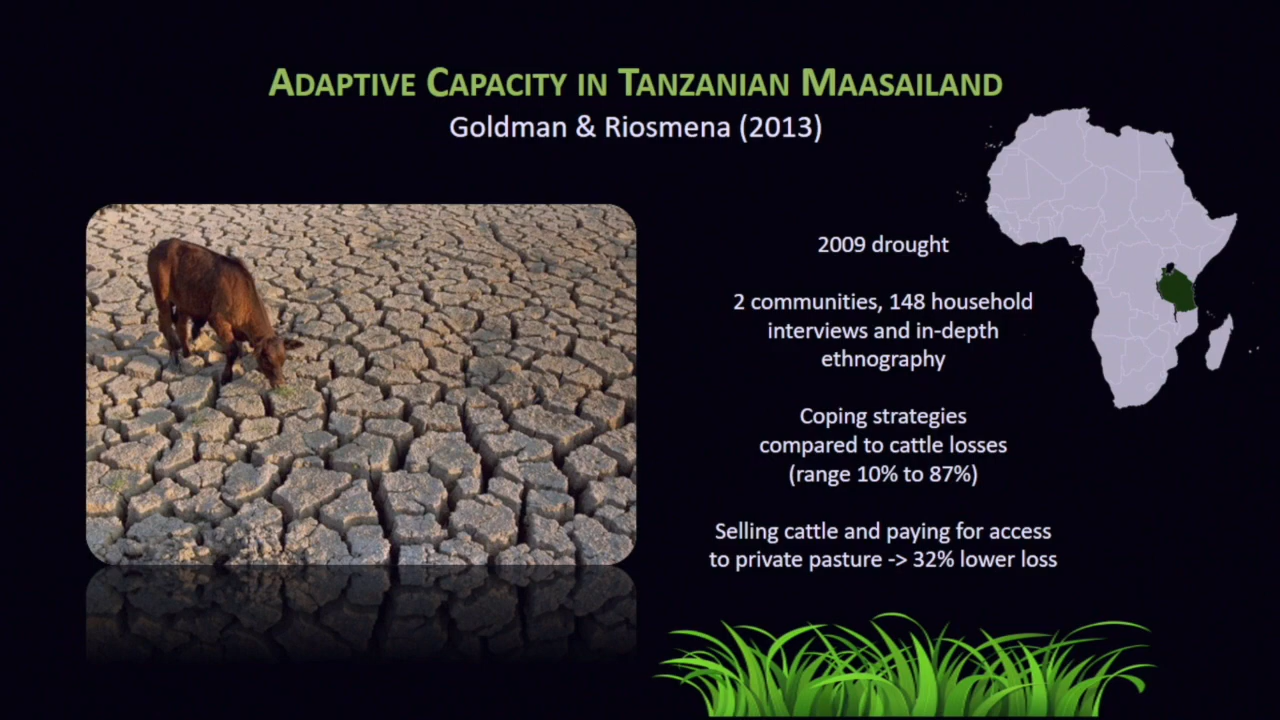 ADAPTIVE CAPACITY IN TANZANIAN MAASAILAND
Goldman & Riosmena (2013)
2009 drought
2 communities, 148 household
interviews and in-depth
ethnography
Coping strategies
compared to cattle losses
(range 10% to 87%)
Selling cattle and paying for access
to private pasture -> 32% lower loss